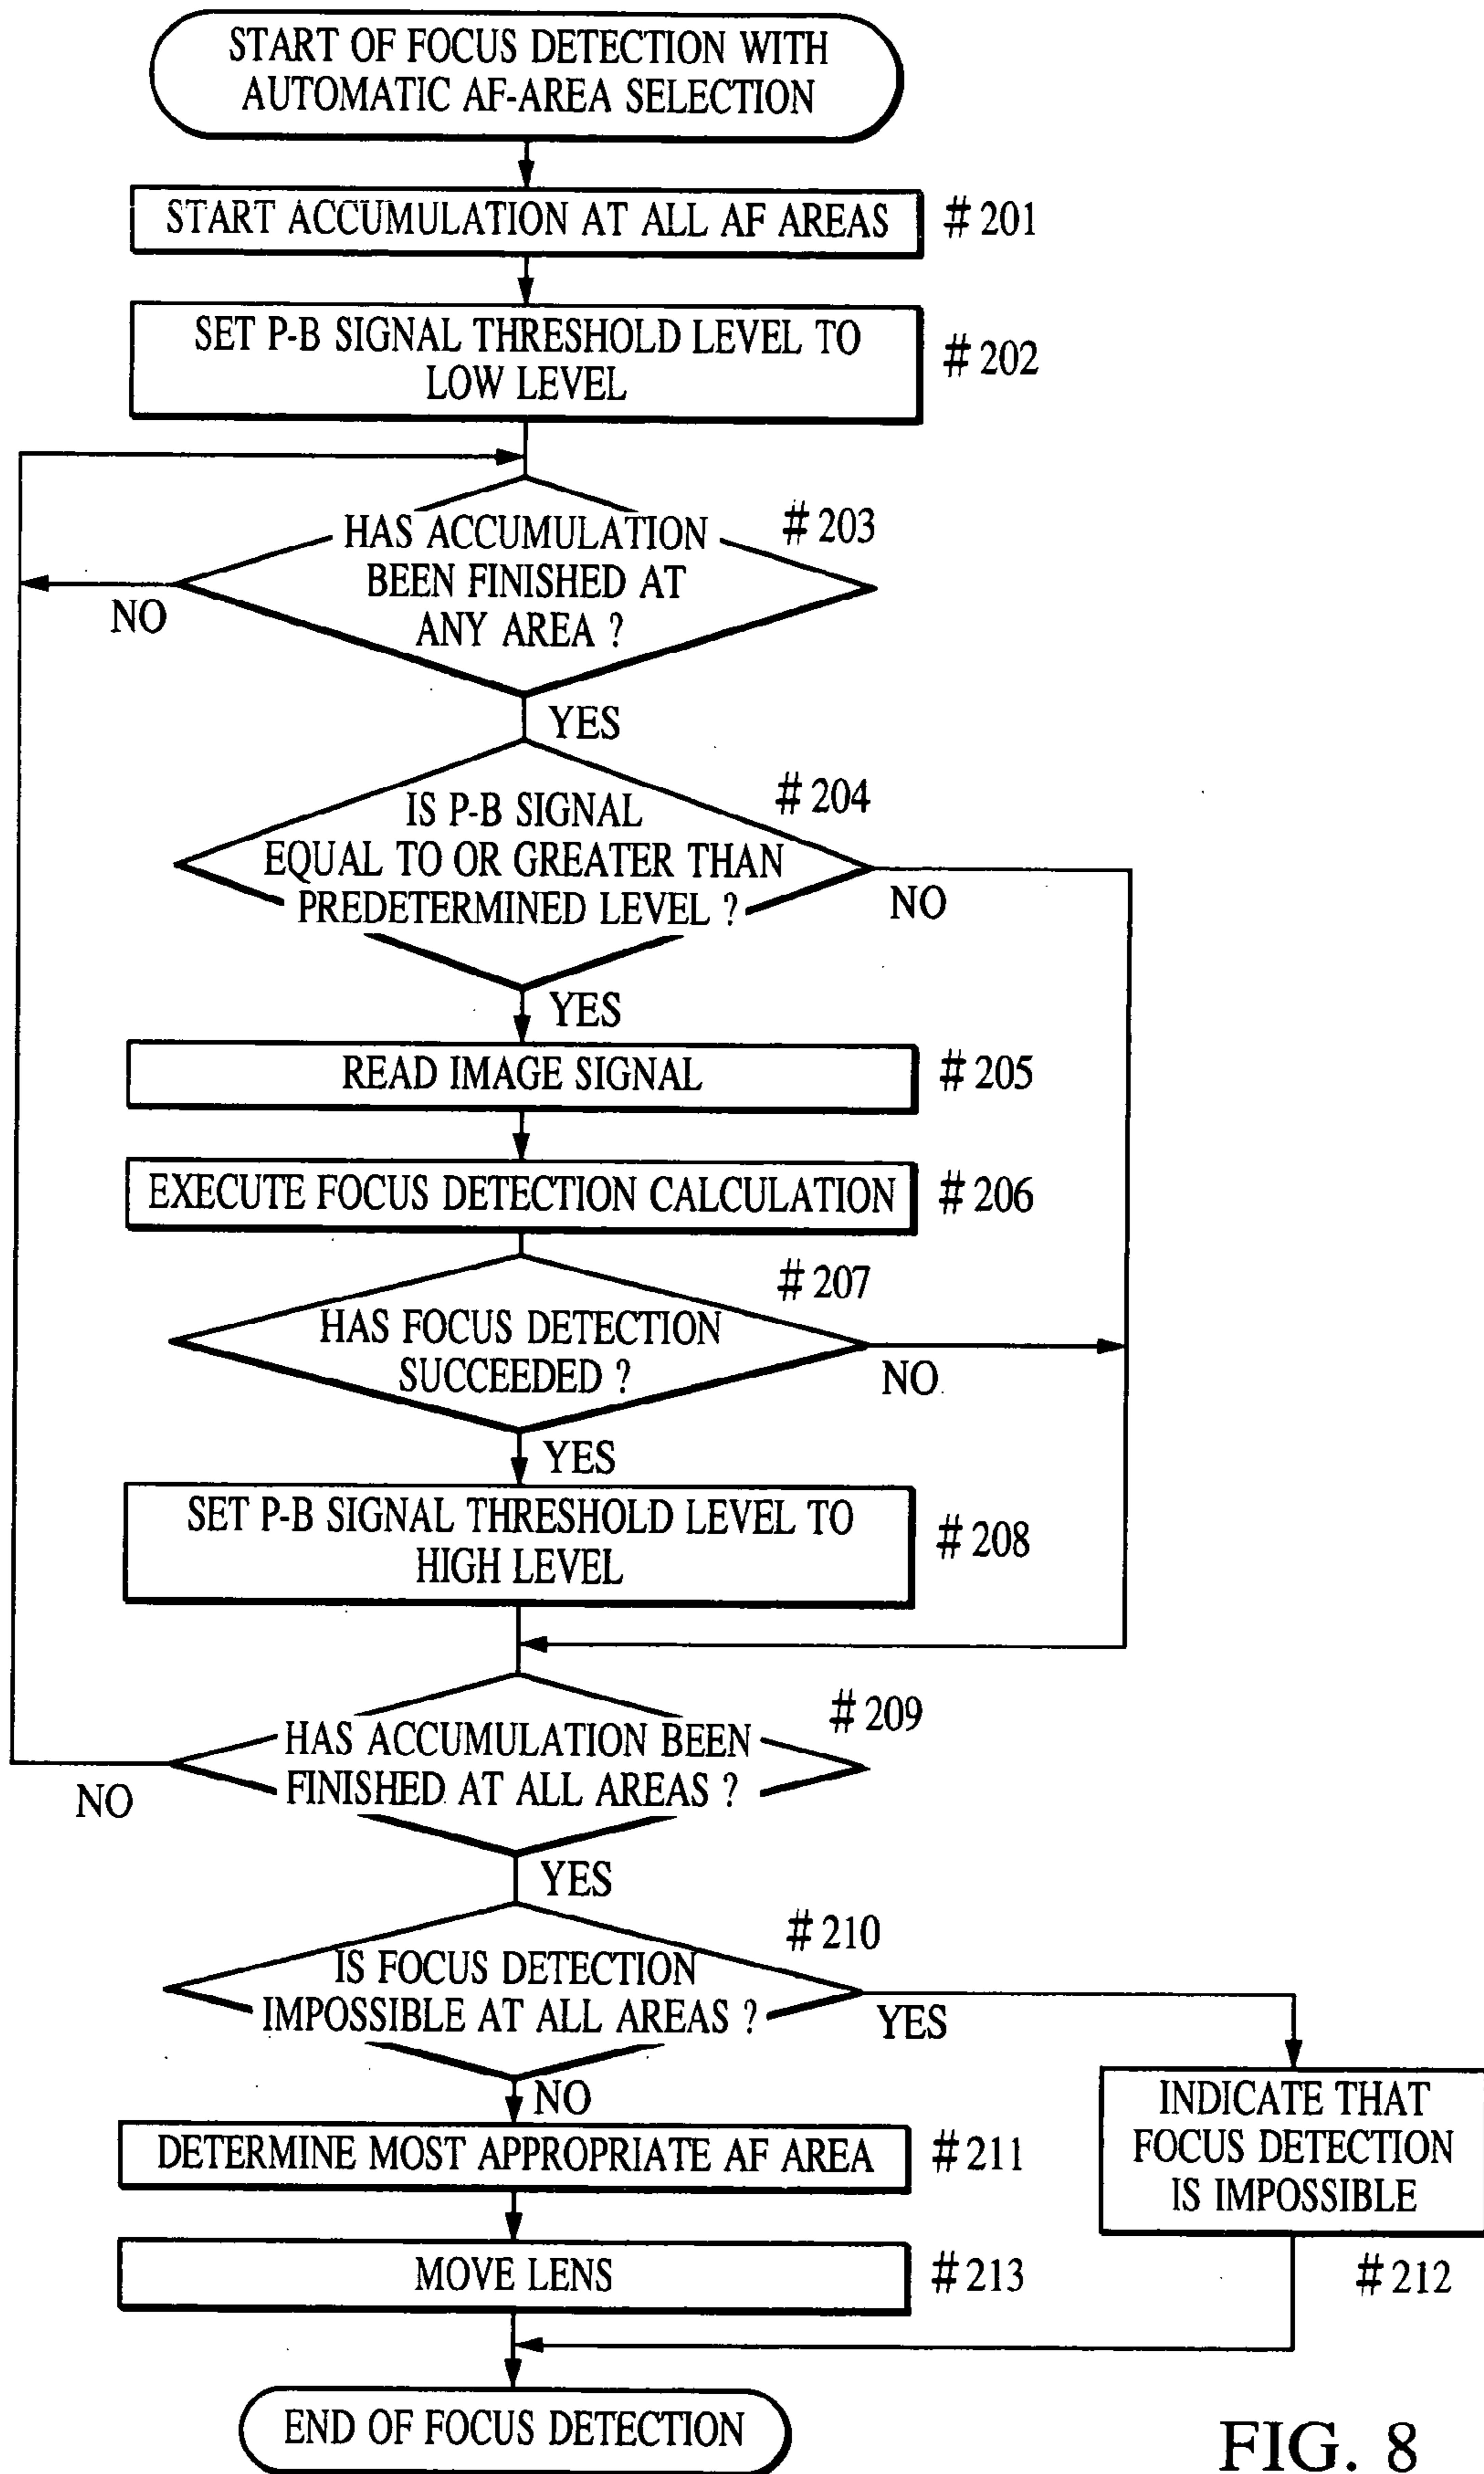 START OF FOCUS DETECTION WITH
AUTOMATIC AF-AREA SELECTION
START ACCUMULATION AT ALL AF AREAS
#201
SET P-B SIGNAL THRESHOLD LEVEL TO
LOW LEVEL
#202
HAS ACCUMULATION
BEEN FINISHED AT
ANY AREA ?
#203
NO
YES
IS P-B SIGNAL
EQUAL TO OR GREATER THAN
PREDETERMINED LEVEL ?
#204
NO
YES
READ IMAGE SIGNAL
#205
EXECUTE FOCUS DETECTION CALCULATION
#206
HAS FOCUS DETECTION
SUCCEEDED ?
#207
NO
YES
SET P-B SIGNAL THRESHOLD LEVEL TO
HIGH LEVEL
#208
HAS ACCUMULATION BEEN
FINISHED AT ALL AREAS ?
#209
NO
YES
IS FOCUS DETECTION
IMPOSSIBLE AT ALL AREAS ?
#210
YES
NO
DETERMINE MOST APPROPRIATE AF AREA
#211
INDICATE THAT
FOCUS DETECTION
IS IMPOSSIBLE
#212
MOVE LENS
#213
END OF FOCUS DETECTION
FIG. 8